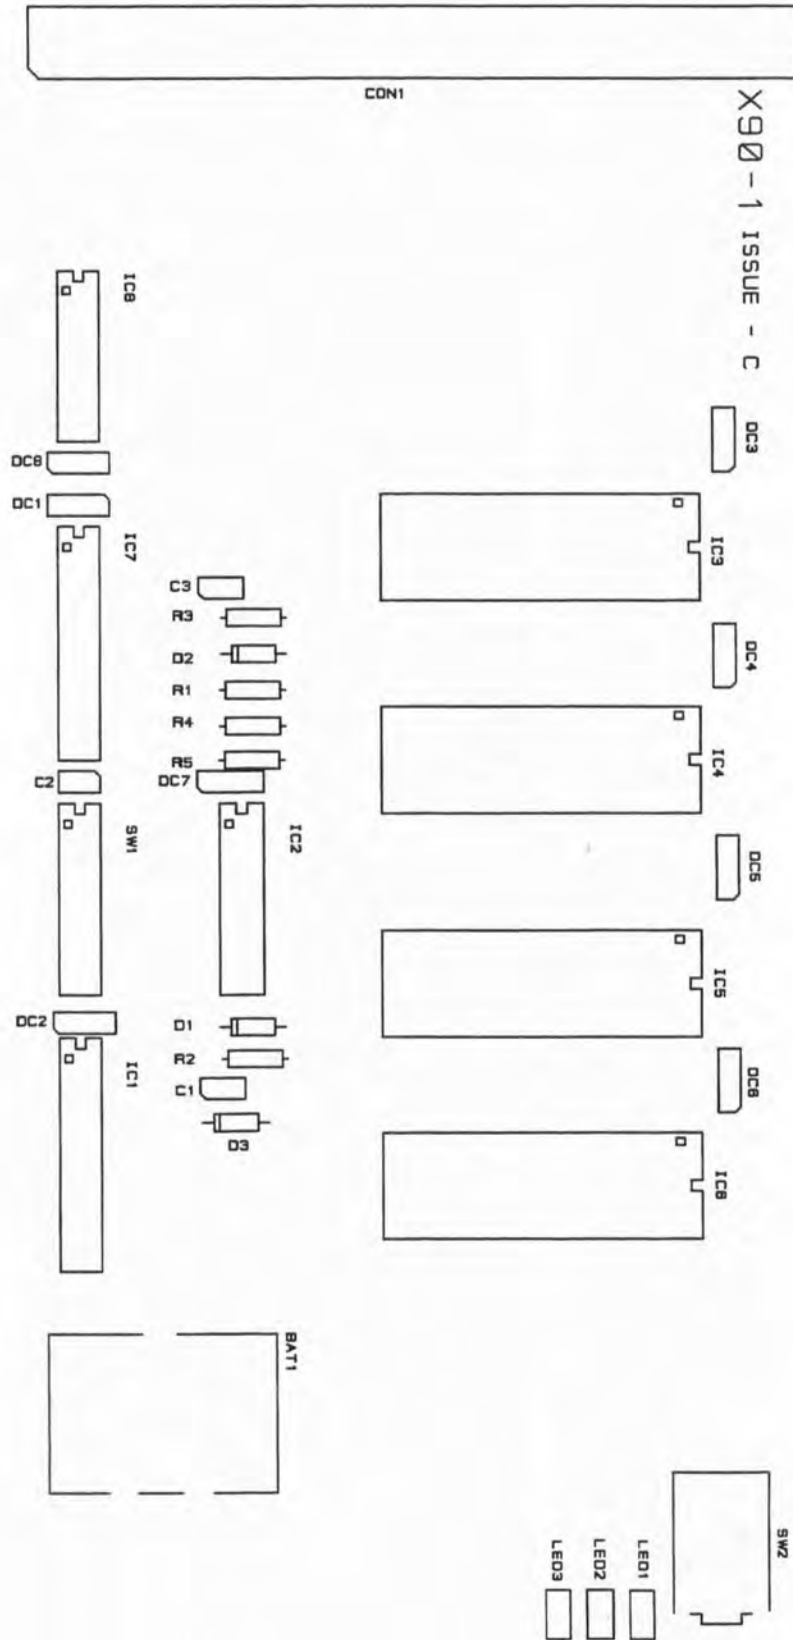 CON1
X90-1 ISSUE - C
IC8
DC3
DC8
DC1
IC7
IC3
C3
R3
D2
DC4
R1
R4
R5
IC4
C2
DC7
SW1
IC2
DC5
IC5
DC2
D1
R2
IC1
DC6
C1
D3
IC6
BAT1
SW2
LED3
LED2
LED1